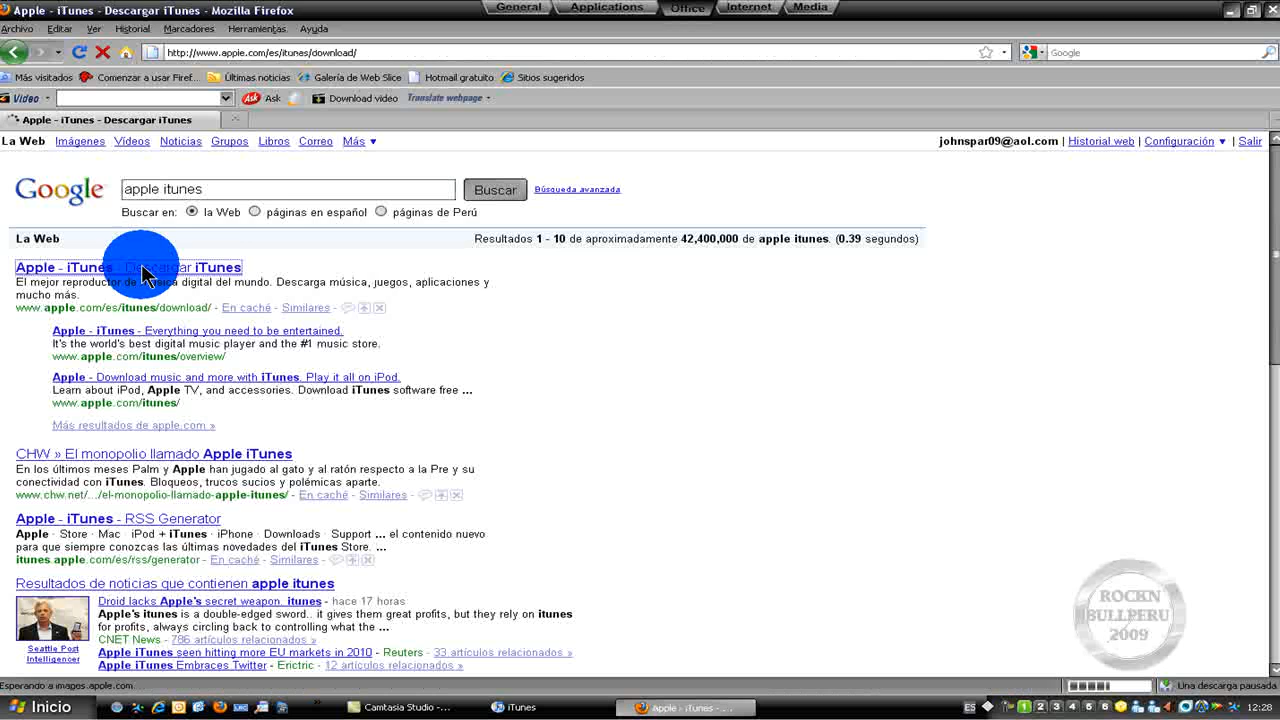 Apple - iTunes - Descargar iTunes - Mozilla Firefox
General Applications Office Internet Media
Archivo Editar Ver Historial Marcadores Herramientas Ayuda
http://www.apple.com/es/itunes/download/
Google
Más visitados Comenzar a usar Firef... Últimas noticias Galería de Web Slice Hotmail gratuito Sitios sugeridos
Video Ask Ask Download video Translate webpage
Apple - iTunes - Descargar iTunes
La Web Imágenes Vídeos Noticias Grupos Libros Correo Más
johnspar09@aol.com | Historial web | Configuración | Salir
Google apple itunes Buscar Búsqueda avanzada
Buscar en: la Web páginas en español páginas de Perú
La Web Resultados 1 - 10 de aproximadamente 42,400,000 de apple itunes. (0.39 segundos)
Apple - iTunes - Descargar iTunes
El mejor reproductor de música digital del mundo. Descarga música, juegos, aplicaciones y
mucho más.
www.apple.com/es/itunes/download/ - En caché - Similares -
Apple - iTunes - Everything you need to be entertained.
It's the world's best digital music player and the #1 music store.
www.apple.com/itunes/overview/
Apple - Download music and more with iTunes. Play it all on iPod.
Learn about iPod, Apple TV, and accessories. Download iTunes software free ...
www.apple.com/itunes/
Más resultados de apple.com »
CHW » El monopolio llamado Apple iTunes
En los últimos meses Palm y Apple han jugado al gato y al ratón respecto a la Pre y su
conectividad con iTunes. Bloqueos, trucos sucios y polémicas aparte.
www.chw.net/.../el-monopolio-llamado-apple-itunes/ - En caché - Similares -
Apple - iTunes - RSS Generator
Apple · Store · Mac · iPod + iTunes · iPhone · Downloads · Support ... el contenido nuevo
para que siempre conozcas las últimas novedades del iTunes Store. ...
itunes.apple.com/es/rss/generator - En caché - Similares -
Resultados de noticias que contienen apple itunes
Droid lacks Apple's secret weapon, itunes - hace 17 horas
Apple's itunes is a double-edged sword.. it gives them great profits, but they rely on itunes
for profits, always circling back to controlling what the ...
CNET News - 786 artículos relacionados »
Seattle Post
Intelligencer
Apple iTunes seen hitting more EU markets in 2010 - Reuters - 33 artículos relacionados »
Apple iTunes Embraces Twitter - Erictric - 12 artículos relacionados »
ROCKN
BULLPERU
2009
Esperando a images.apple.com...
Una descarga pausada
Inicio Camtasia Studio - ... iTunes Apple - iTunes - ... ES 1 2 3 4 12:28